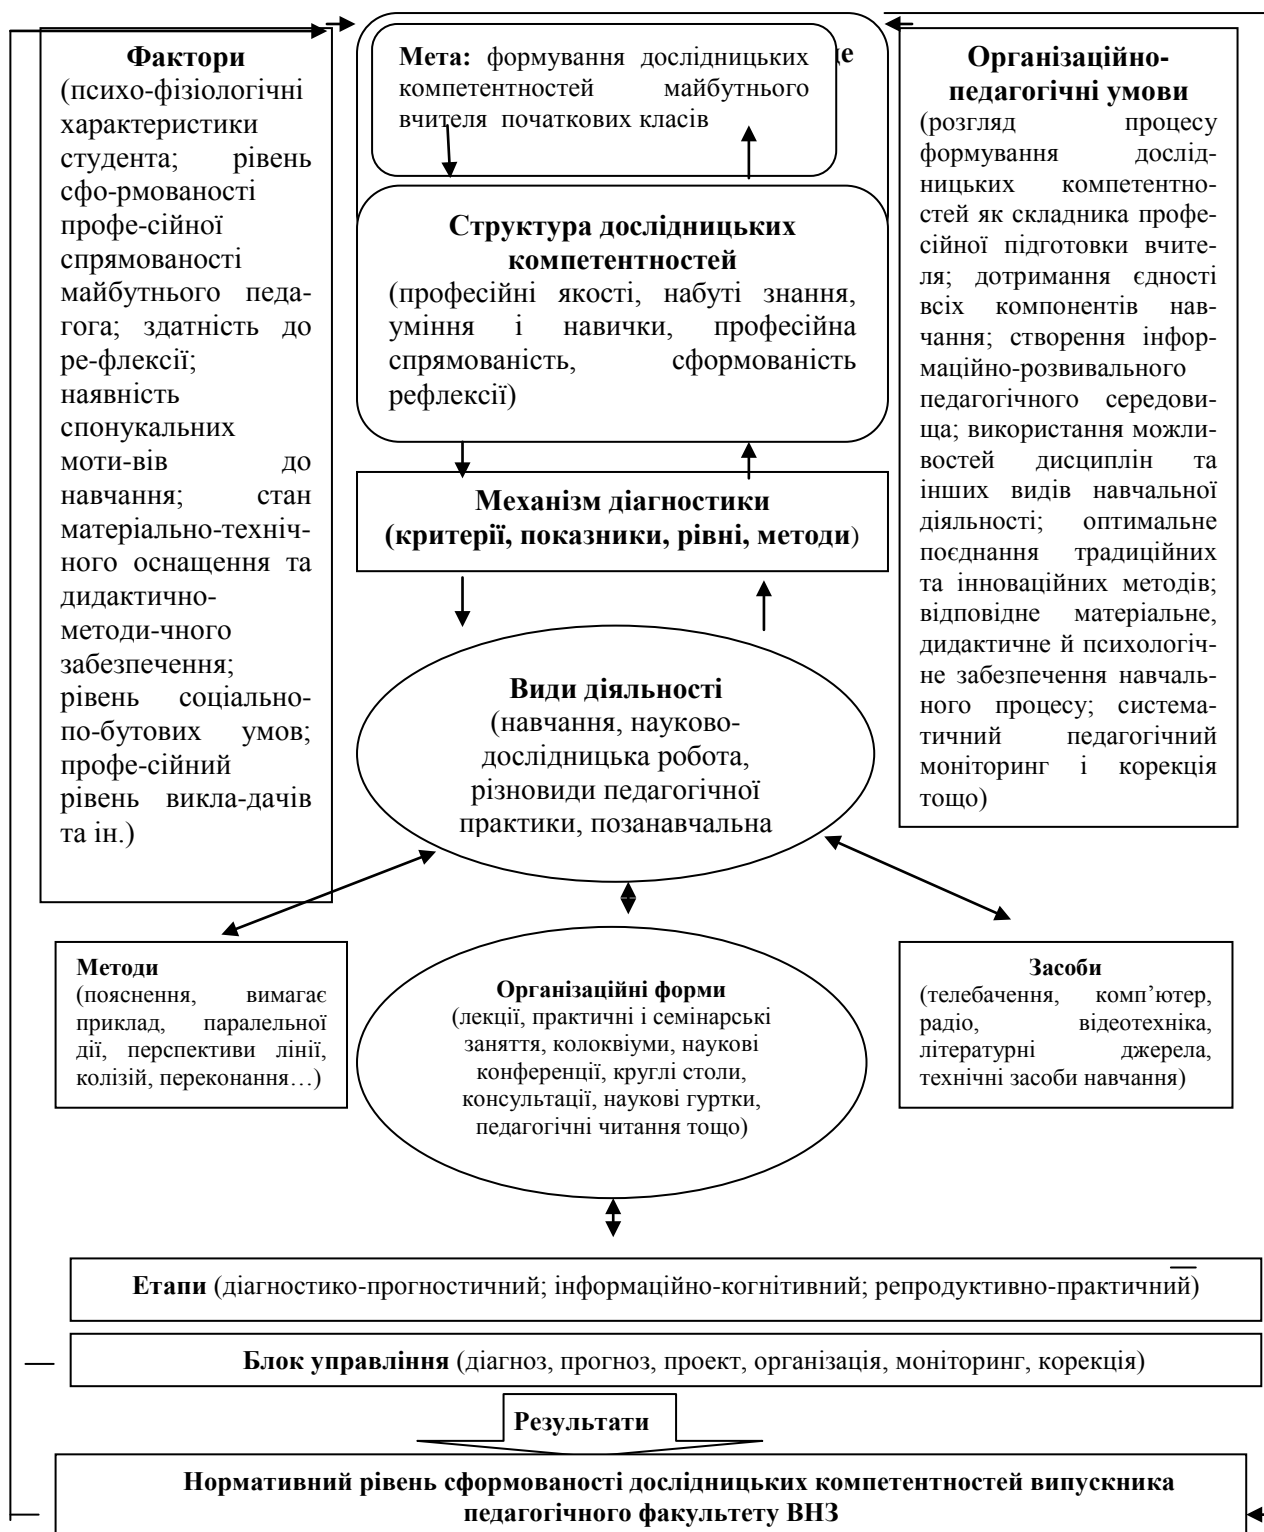 Фактори
(психо-фізіологічні
характеристики
студента; рівень
сфо-рмованості
профе-сійної
спрямованості
майбутнього педа-
гога; здатність до
ре-флексії;
наявність
спонукальних
моти-вів до
навчання; стан
матеріально-техніч-
ного оснащення та
дидактично-
методи-чного
забезпечення;
рівень соціально-
по-бутових умов;
профе-сійний
рівень викла-дачів
та ін.)
Мета: формування дослідницьких
компетентностей майбутнього
вчителя початкових класів
це
Структура дослідницьких
компетентностей
(професійні якості, набуті знання,
уміння і навички, професійна
спрямованість, сформованість
рефлексії)
Механізм діагностики
(критерії, показники, рівні, методи)
Види діяльності
(навчання, науково-
дослідницька робота,
різновиди педагогічної
практики, позанавчальна
Організаційно-
педагогічні умови
(розгляд процесу
формування дослід-
ницьких компетентно-
стей як складника профе-
сійної підготовки вчите-
ля; дотримання єдності
всіх компонентів нав-
чання; створення інфор-
маційно-розвивального
педагогічного середови-
ща; використання можли-
востей дисциплін та
інших видів навчальної
діяльності; оптимальне
поєднання традиційних
та інноваційних методів;
відповідне матеріальне,
дидактичне й психологіч-
не забезпечення навчаль-
ного процесу; система-
тичний педагогічний
моніторинг і корекція
тощо)
Методи
(пояснення, вимагає
приклад, паралельної
дії, перспективи лінії,
колізій, переконання…)
Організаційні форми
(лекції, практичні і семінарські
заняття, колоквіуми, наукові
конференції, круглі столи,
консультації, наукові гуртки,
педагогічні читання тощо)
Засоби
(телебачення, комп’ютер,
радіо, відеотехніка,
літературні джерела,
технічні засоби навчання)
Етапи (діагностико-прогностичний; інформаційно-когнітивний; репродуктивно-практичний)
Блок управління (діагноз, прогноз, проект, організація, моніторинг, корекція)
Результати
Нормативний рівень сформованості дослідницьких компетентностей випускника
педагогічного факультету ВНЗ